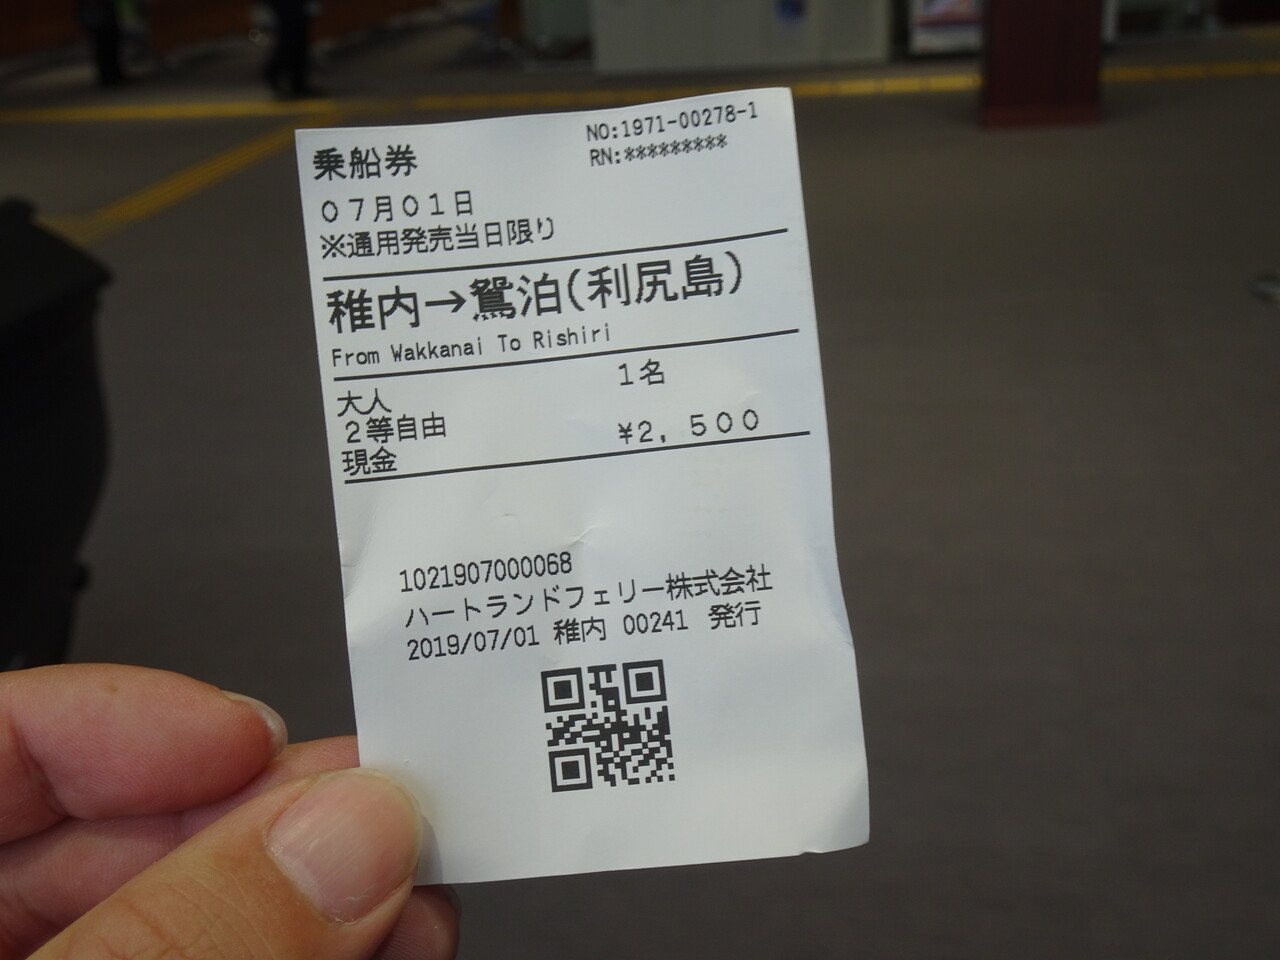 乗船券
NO:1971-00278-1
RN:*********
07月01日
※通用発売当日限り
稚内→鴛泊(利尻島)
From Wakkanai To Rishiri
大人 1名
2等自由
現金 ¥2,500
1021907000068
ハートランドフェリー株式会社
2019/07/01 稚内 00241 発行